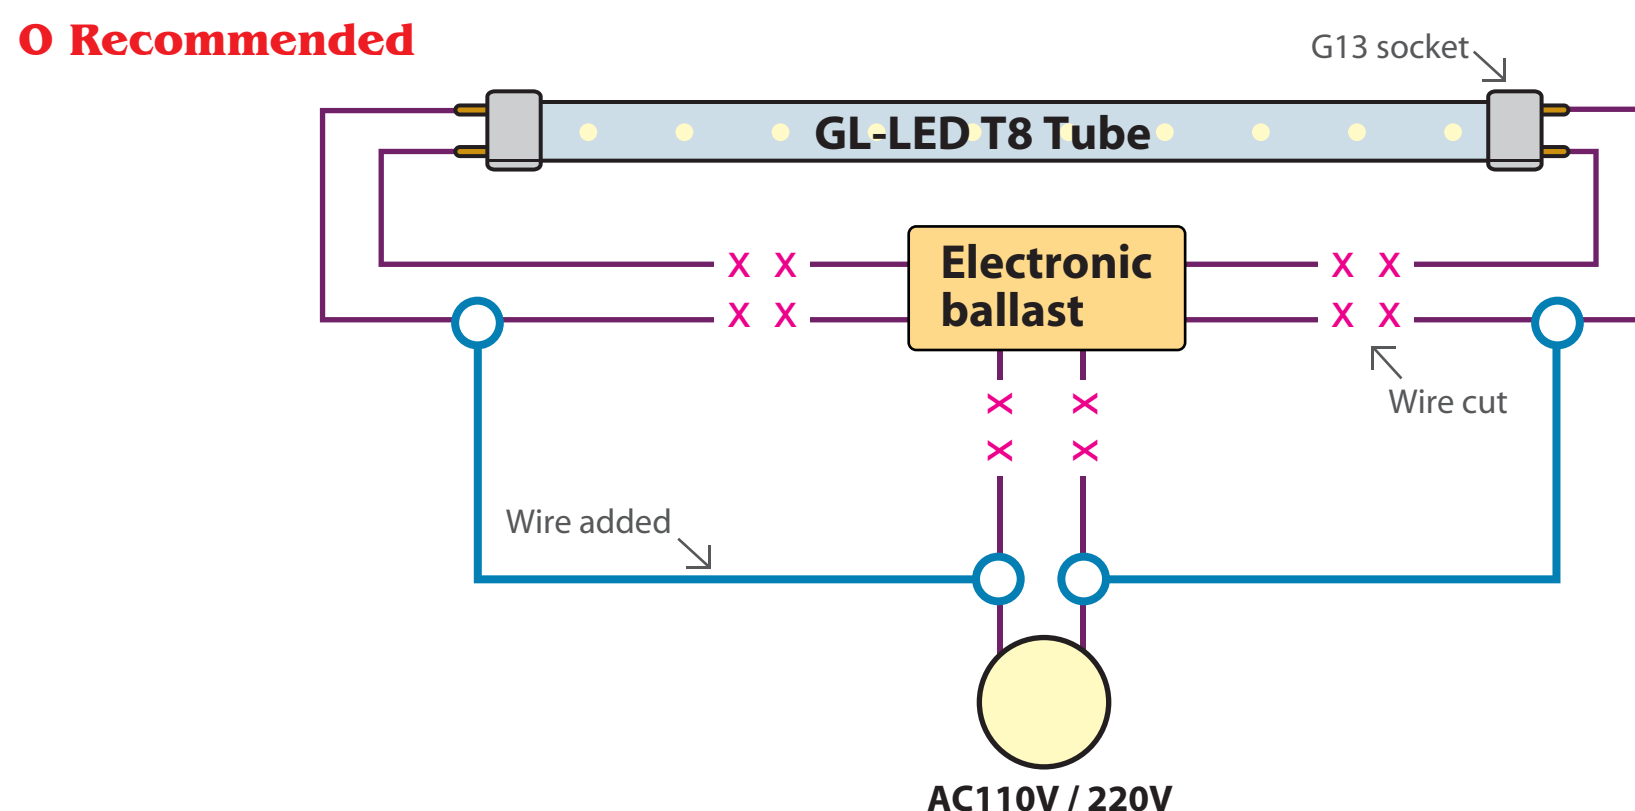 O Recommended
G13 socket
GL-LED T8 Tube
X X
X X
Electronic
ballast
X X
X X
Wire cut
X X
X X
Wire added
AC110V / 220V